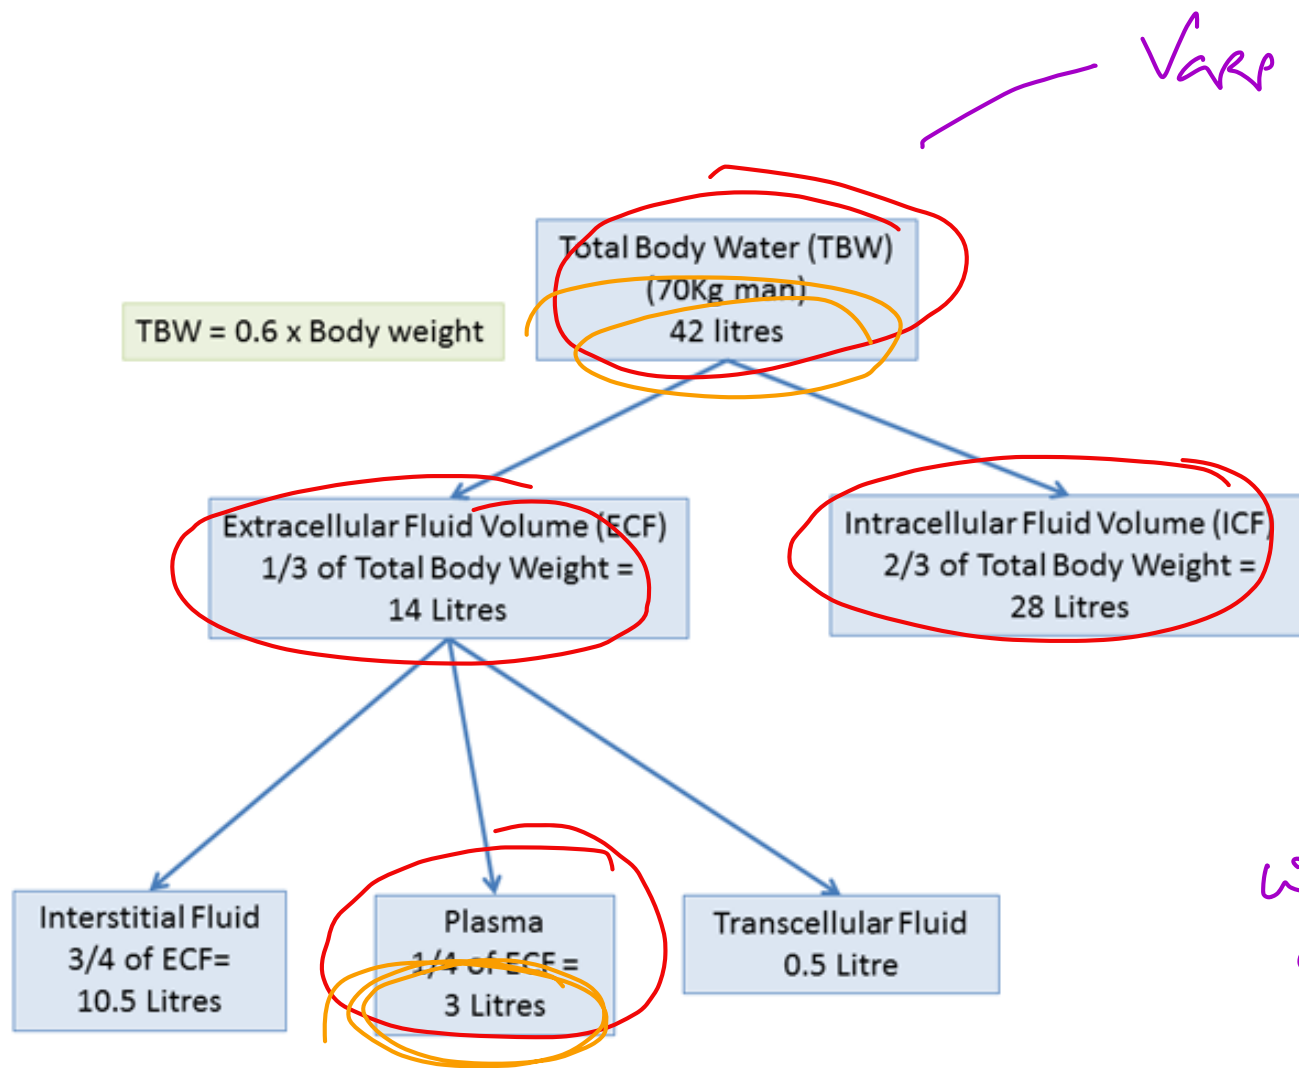 Total Body Water (TBW)
(70Kg man)
42 litres
TBW = 0.6 x Body weight
Extracellular Fluid Volume (ECF)
1/3 of Total Body Weight =
14 Litres
Intracellular Fluid Volume (ICF)
2/3 of Total Body Weight =
28 Litres
Interstitial Fluid
3/4 of ECF=
10.5 Litres
Plasma
1/4 of ECF =
3 Litres
Transcellular Fluid
0.5 Litre